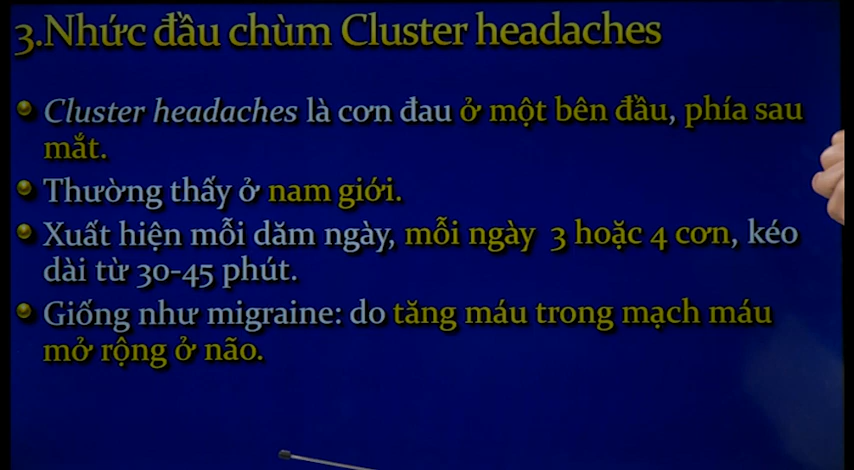 3.Nhức đầu chùm Cluster headaches
Cluster headaches là cơn đau ở một bên đầu, phía sau
mắt.
Thường thấy ở nam giới.
Xuất hiện mỗi dăm ngày, mỗi ngày 3 hoặc 4 cơn, kéo
dài từ 30-45 phút.
Giống như migraine: do tăng máu trong mạch máu
mở rộng ở não.